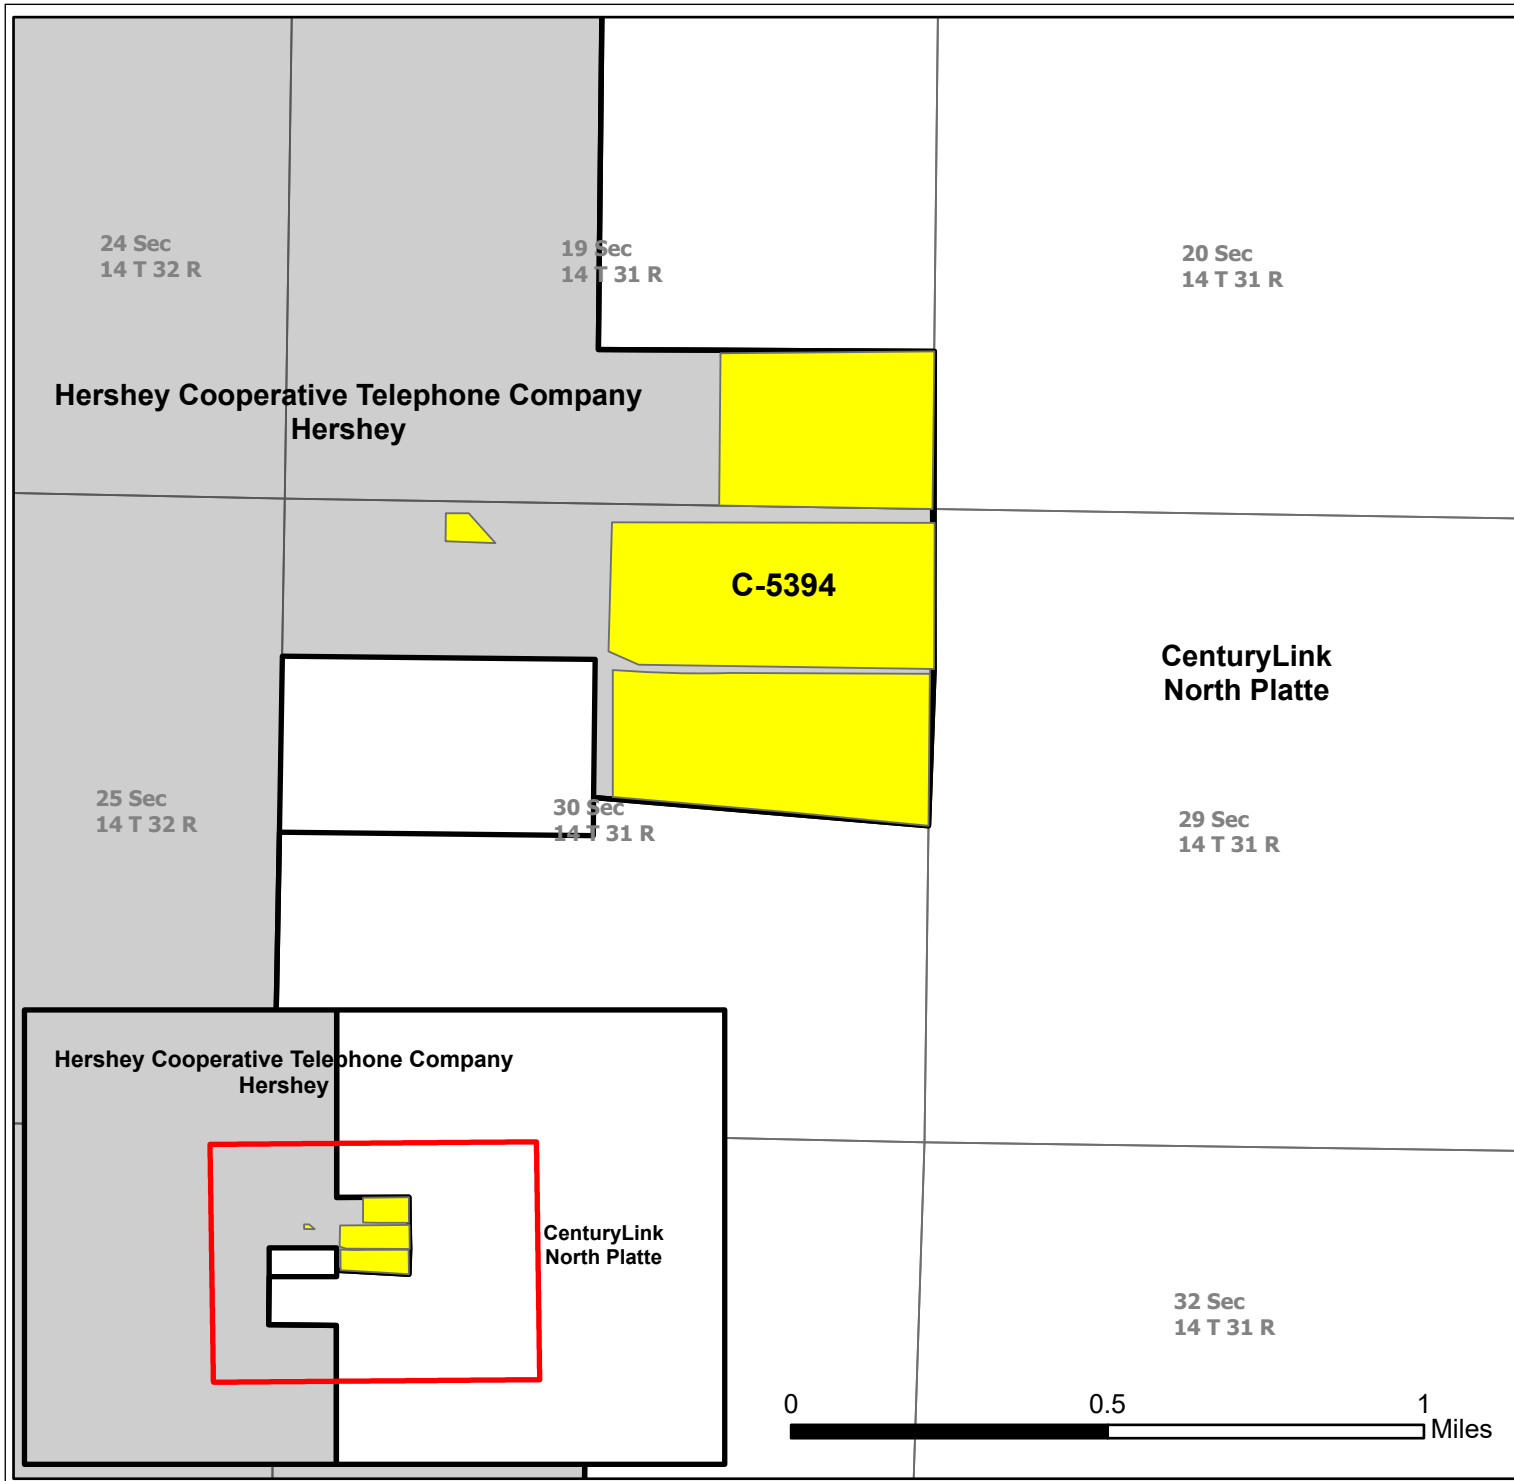 24 Sec
14 T 32 R
19 Sec
14 T 31 R
20 Sec
14 T 31 R
Hershey Cooperative Telephone Company
Hershey
C-5394
CenturyLink
North Platte
25 Sec
14 T 32 R
30 Sec
14 T 31 R
29 Sec
14 T 31 R
Hershey Cooperative Telephone Company
Hershey
CenturyLink
North Platte
32 Sec
14 T 31 R
0 0.5 1
Miles